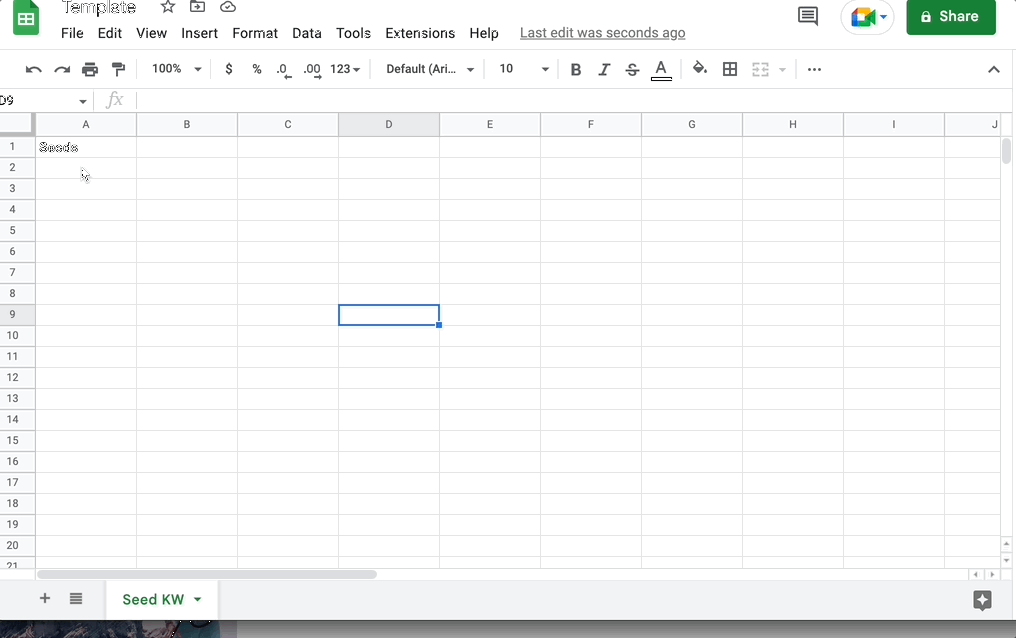 Template
File Edit View Insert Format Data Tools Extensions Help Last edit was seconds ago
Share
100% $ % .0 .00 123 Default (Ari... 10 B I S A
D9 fx
A B C D E F G H I J
1 Seeds
2
3
4
5
6
7
8
9
10
11
12
13
14
15
16
17
18
19
20
21
Seed KW